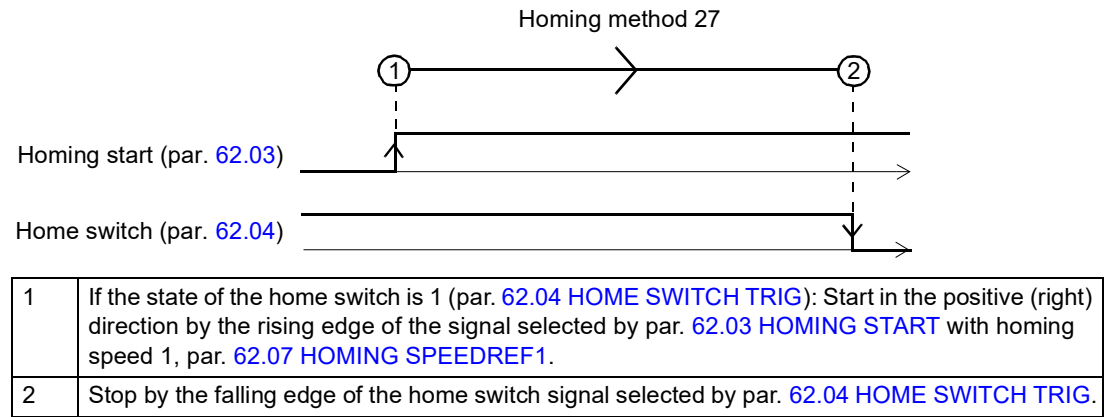 Homing method 27
1
2
Homing start (par. 62.03)
Home switch (par. 62.04)
1 If the state of the home switch is 1 (par. 62.04 HOME SWITCH TRIG): Start in the positive (right)
direction by the rising edge of the signal selected by par. 62.03 HOMING START with homing
speed 1, par. 62.07 HOMING SPEEDREF1.
2 Stop by the falling edge of the home switch signal selected by par. 62.04 HOME SWITCH TRIG.